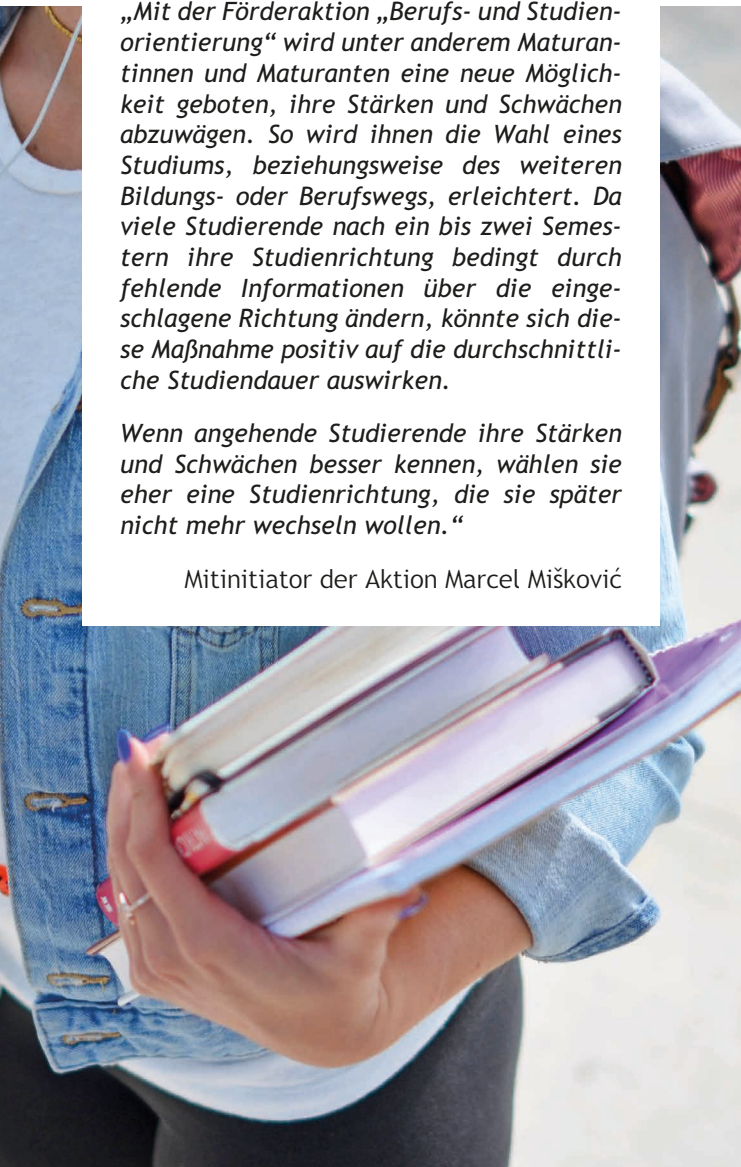 „Mit der Förderaktion „Berufs- und Studien-
orientierung“ wird unter anderem Maturan-
tinnen und Maturanten eine neue Möglich-
keit geboten, ihre Stärken und Schwächen
abzuwägen. So wird ihnen die Wahl eines
Studiums, beziehungsweise des weiteren
Bildungs- oder Berufswegs, erleichtert. Da
viele Studierende nach ein bis zwei Semes-
tern ihre Studienrichtung bedingt durch
fehlende Informationen über die einge-
schlagene Richtung ändern, könnte sich die-
se Maßnahme positiv auf die durchschnittli-
che Studiendauer auswirken.
Wenn angehende Studierende ihre Stärken
und Schwächen besser kennen, wählen sie
eher eine Studienrichtung, die sie später
nicht mehr wechseln wollen.“
Mitinitiator der Aktion Marcel Mišković